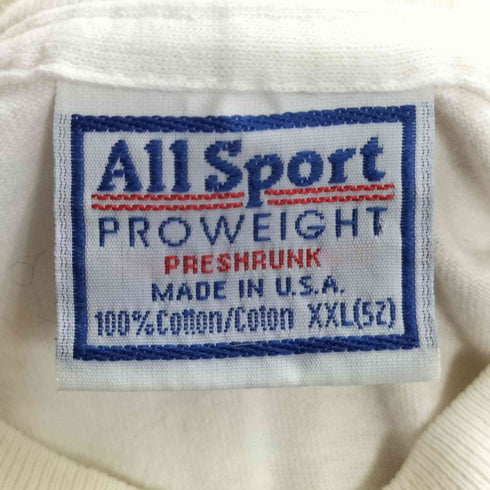 All Sport
PROWEIGHT
PRESHRUNK
MADE IN U.S.A.
100%Cotton/Coton XXL(52)